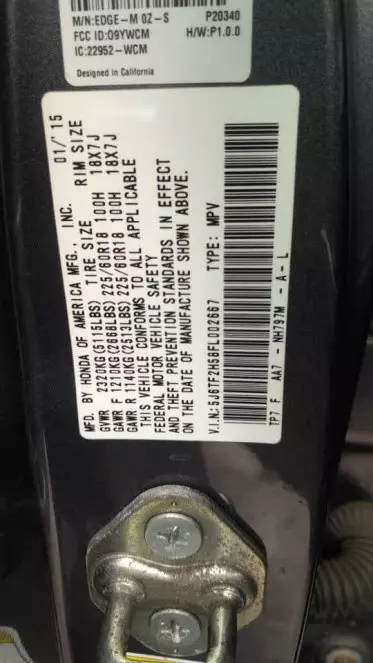 M/N:EDGE-M GZ-S P20340
FCC ID:O9YWCM H/W:P1.0.0
IC:22952-WCM
Designed in California
MFD. BY HONDA OF AMERICA MFG., INC. 01/'15
GVWR 2320KG(5115LBS) TIRE SIZE RIM SIZE
GAWR F 1210KG(2668LBS) 225/60R18 100H 18X7J
GAWR R 1140KG(2513LBS) 225/60R18 100H 18X7J
THIS VEHICLE CONFORMS TO ALL APPLICABLE
FEDERAL MOTOR VEHICLE SAFETY
AND THEFT PREVENTION STANDARDS IN EFFECT
ON THE DATE OF MANUFACTURE SHOWN ABOVE.
V.I.N.:5J6TF2H58FL002667 TYPE: MPV
TP7 F AA7- NH797M - A - L